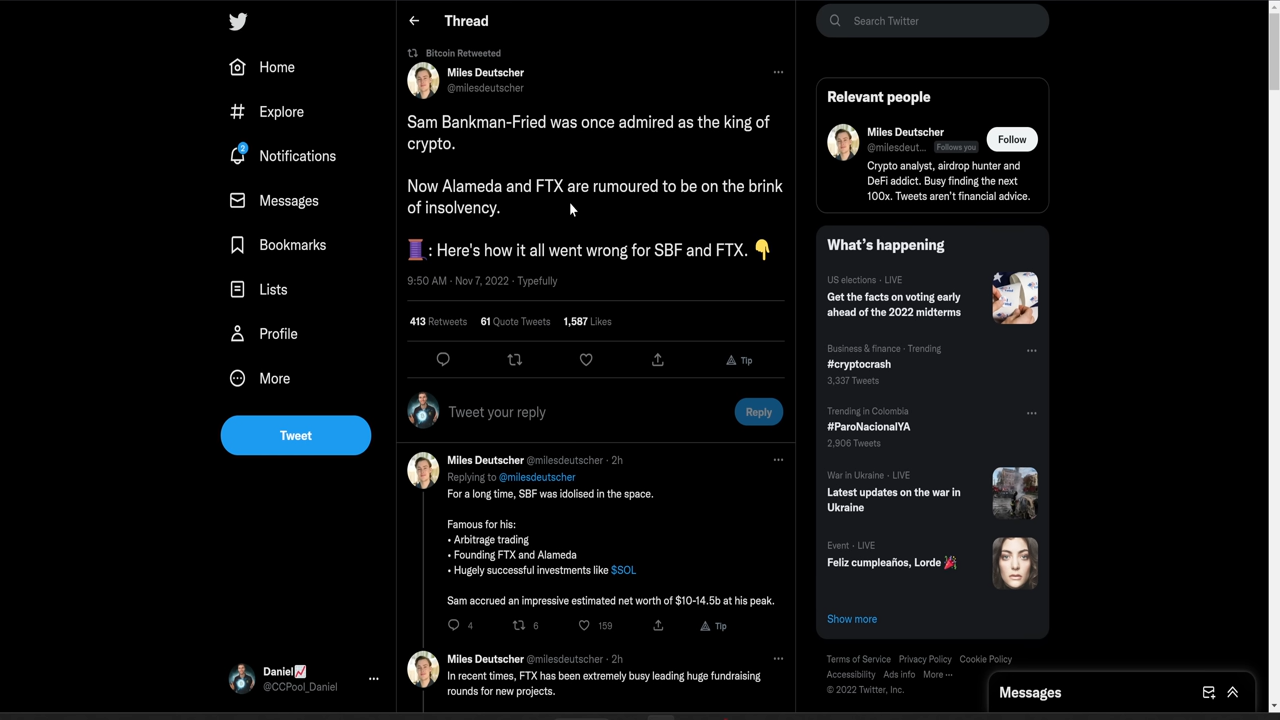 Home
Explore
2
Notifications
Messages
Bookmarks
Lists
Profile
More
Tweet
Daniel📈
@CCPool_Daniel
Thread
Bitcoin Retweeted
Miles Deutscher
@milesdeutscher
Sam Bankman-Fried was once admired as the king of
crypto.
Now Alameda and FTX are rumoured to be on the brink
of insolvency.
🧵: Here's how it all went wrong for SBF and FTX. 👇
9:50 AM · Nov 7, 2022 · Typefully
413 Retweets 61 Quote Tweets 1,587 Likes
Tip
Tweet your reply
Reply
Miles Deutscher @milesdeutscher · 2h
Replying to @milesdeutscher
For a long time, SBF was idolised in the space.
Famous for his:
• Arbitrage trading
• Founding FTX and Alameda
• Hugely successful investments like $SOL
Sam accrued an impressive estimated net worth of $10-14.5b at his peak.
4 6 159 Tip
Miles Deutscher @milesdeutscher · 2h
In recent times, FTX has been extremely busy leading huge fundraising
rounds for new projects.
Search Twitter
Relevant people
Miles Deutscher
@milesdeut... Follows you
Follow
Crypto analyst, airdrop hunter and
DeFi addict. Busy finding the next
100x. Tweets aren't financial advice.
What's happening
US elections · LIVE
Get the facts on voting early
ahead of the 2022 midterms
Business & finance · Trending
#cryptocrash
3,337 Tweets
Trending in Colombia
#ParoNacionalYA
2,906 Tweets
War in Ukraine · LIVE
Latest updates on the war in
Ukraine
Event · LIVE
Feliz cumpleaños, Lorde 🎉
Show more
Terms of Service Privacy Policy Cookie Policy
Accessibility Ads info More ···
© 2022 Twitter, Inc.
Messages